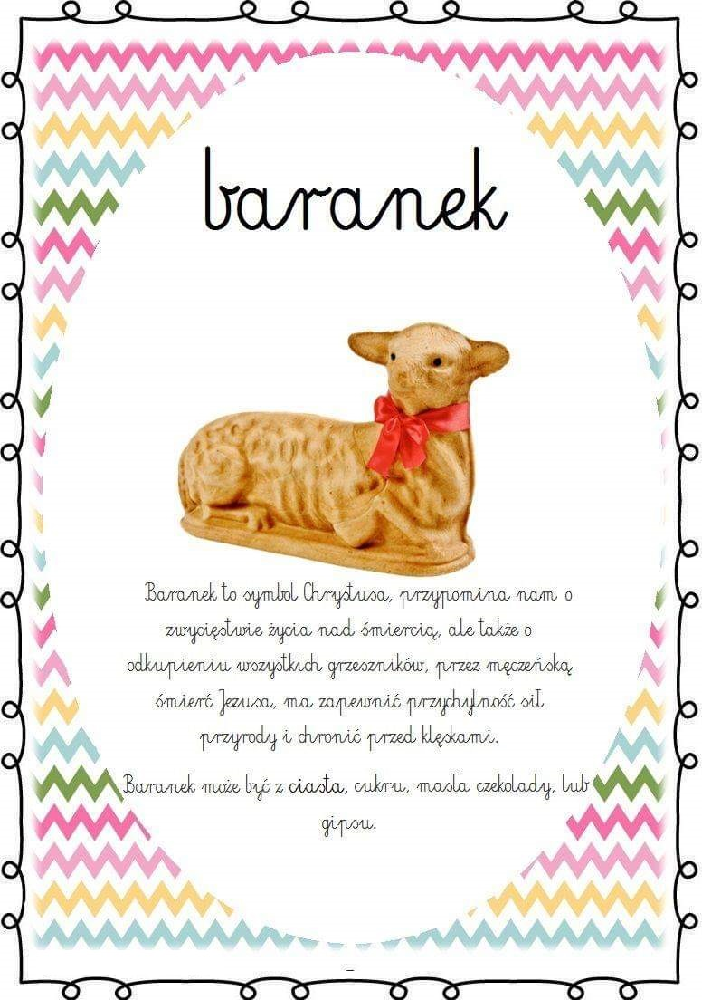 baranek
Baranek to symbol Chrystusa, przypomina nam o
zwycięstwie życia nad śmiercią, ale także o
odkupieniu wszystkich grzeszników, przez męczeńską
śmierć Jezusa, ma zapewnić przychylność sił
przyrody i chronić przed klęskami.
Baranek może być z ciasta, cukru, masła czekolady, lub
gipsu.